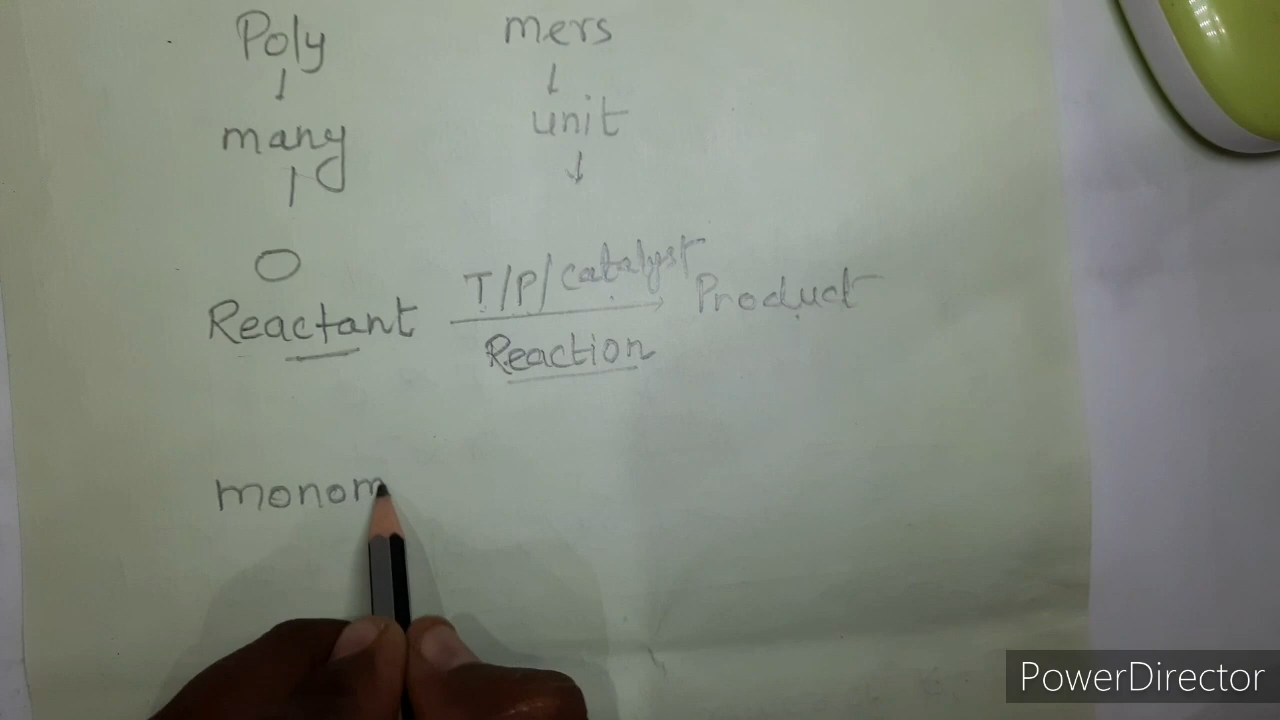 Poly mers
many unit
T/P/Catalyst
Reactant Product
Reaction
monom
PowerDirector